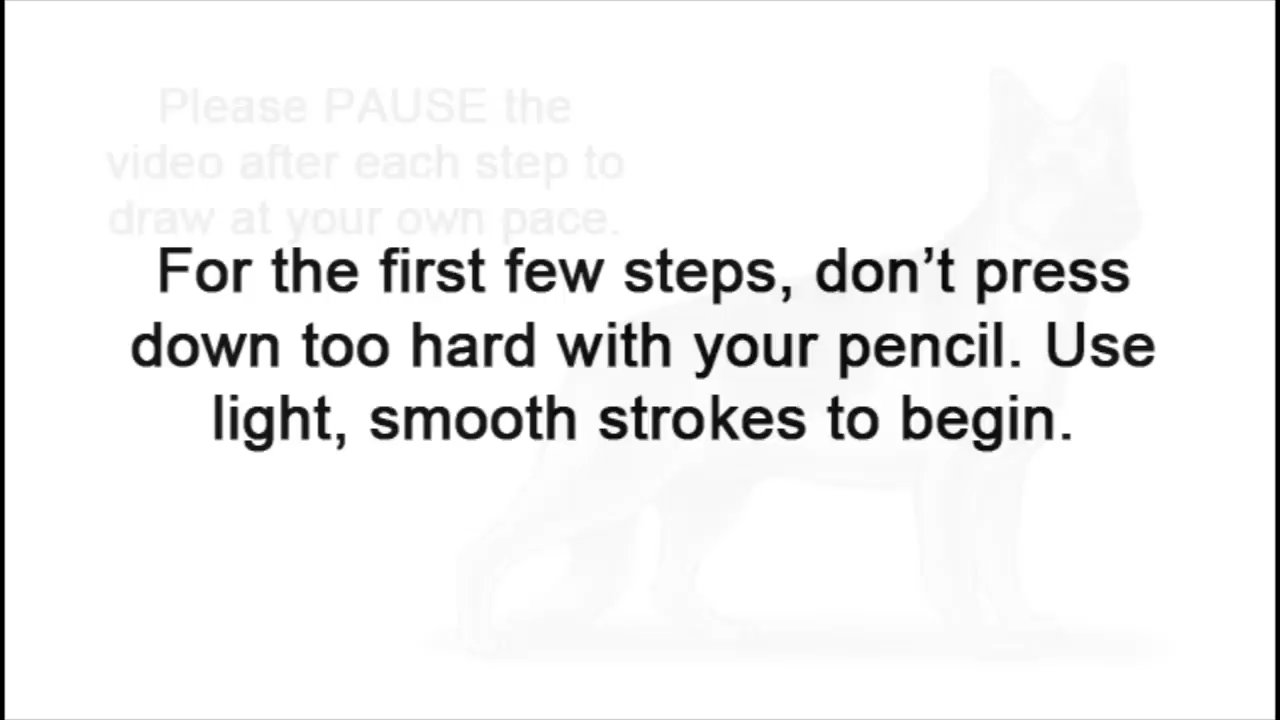 Please PAUSE the
video after each step to
draw at your own pace.
For the first few steps, don’t press
down too hard with your pencil. Use
light, smooth strokes to begin.